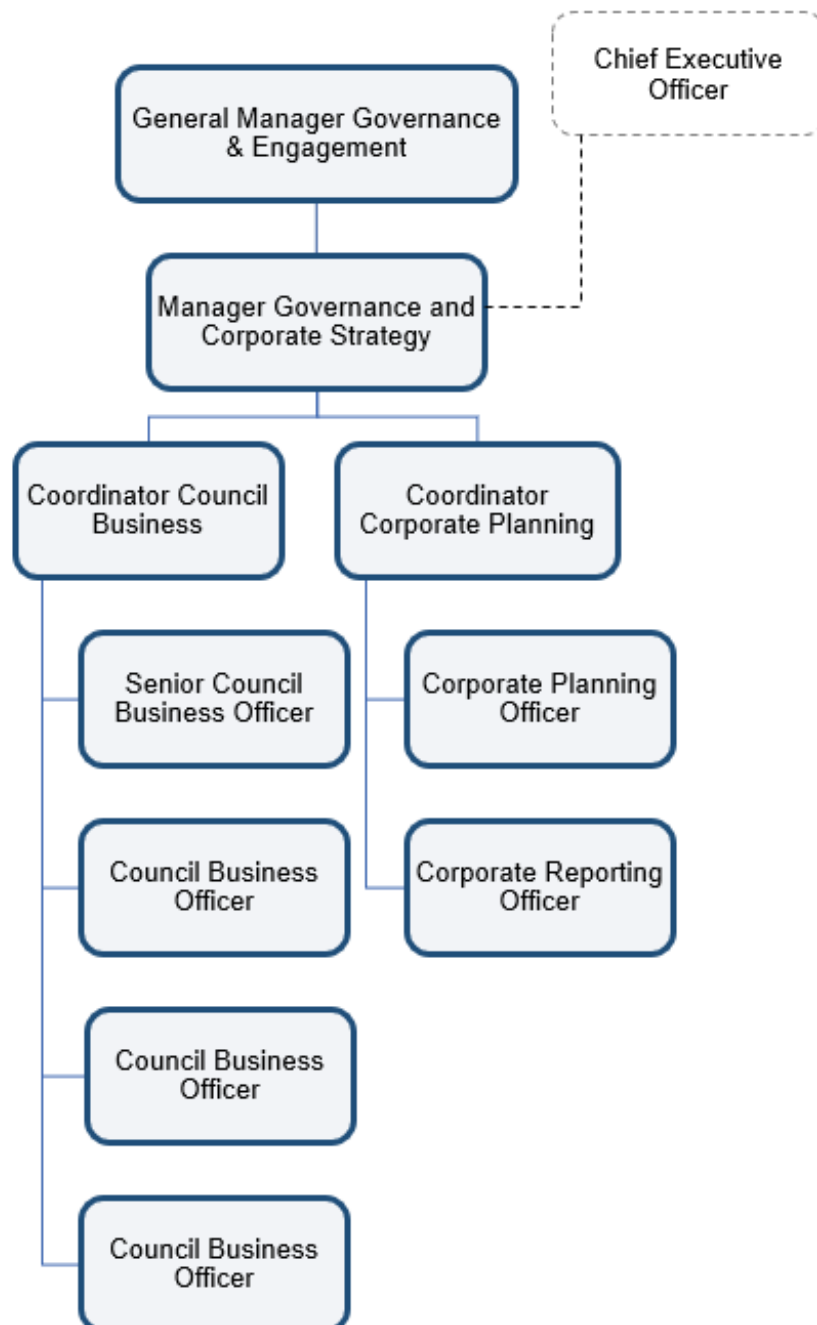 Chief Executive
Officer
General Manager Governance
& Engagement
Manager Governance and
Corporate Strategy
Coordinator Council
Business
Coordinator
Corporate Planning
Senior Council
Business Officer
Corporate Planning
Officer
Council Business
Officer
Corporate Reporting
Officer
Council Business
Officer
Council Business
Officer